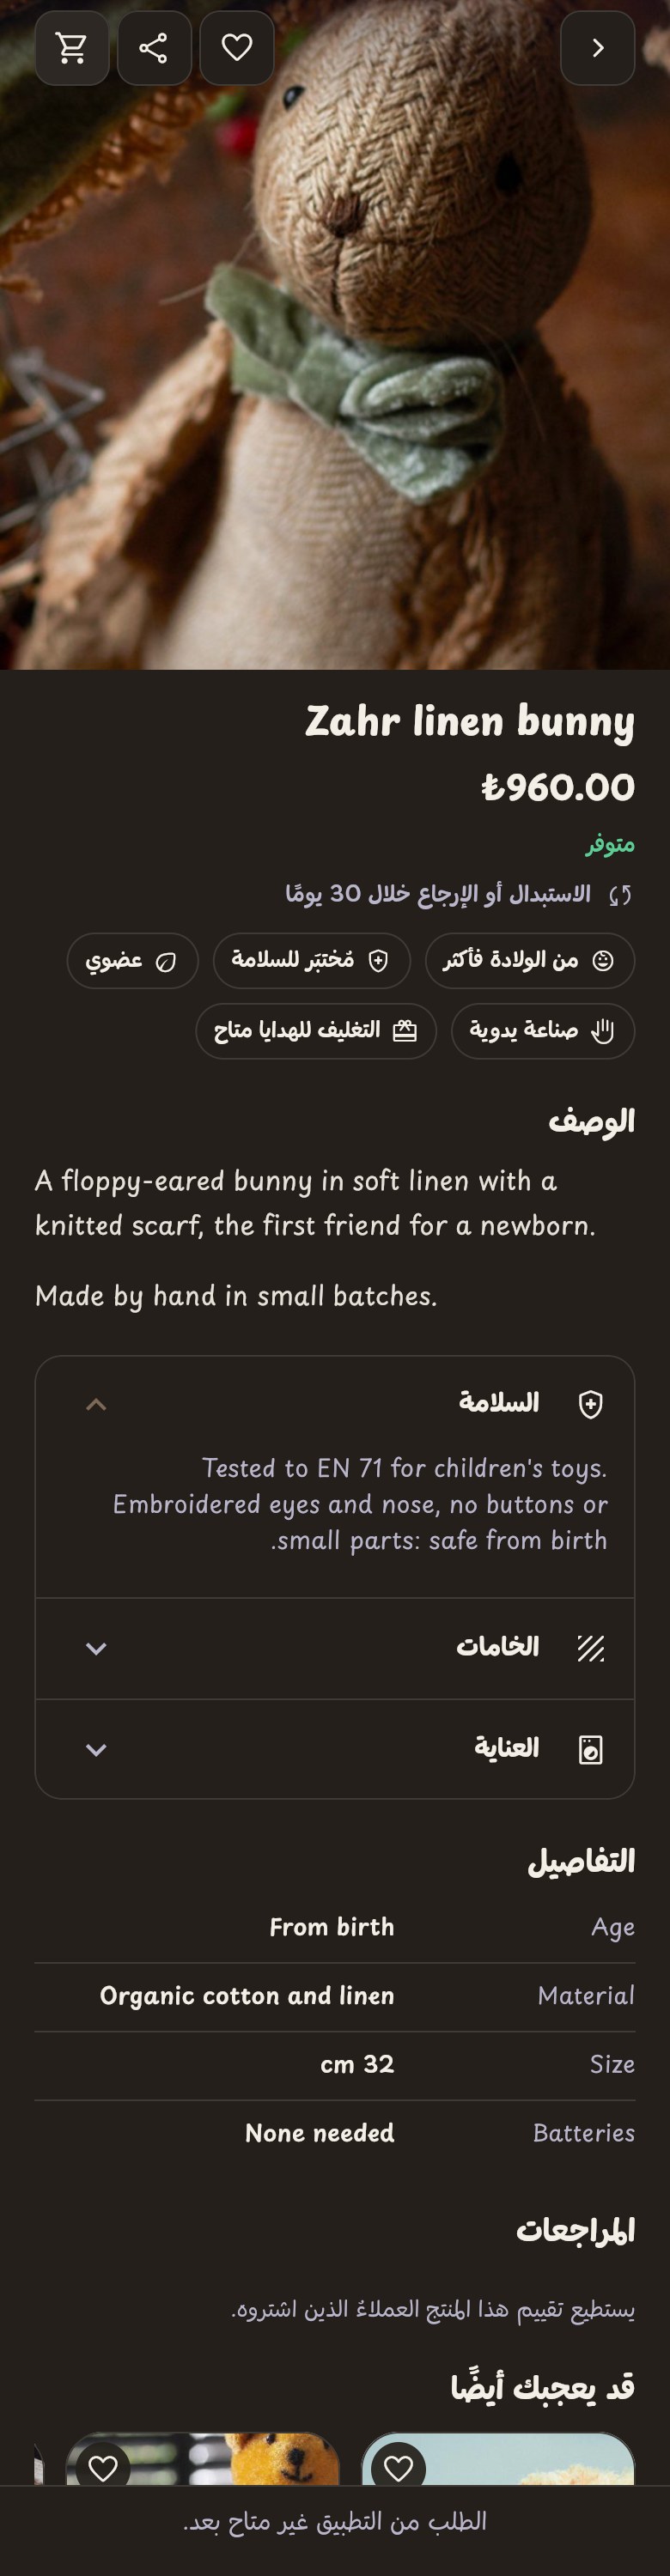 Zahr linen bunny
₺960.00
متوفر
الاستبدال أو الإرجاع خلال 30 يومًا
من الولادة فأكثر
مُختبَر للسلامة
عضوي
صناعة يدوية
التغليف للهدايا متاح
الوصف
A floppy-eared bunny in soft linen with a
knitted scarf, the first friend for a newborn.
Made by hand in small batches.
السلامة
Tested to EN 71 for children's toys.
Embroidered eyes and nose, no buttons or
.small parts: safe from birth
الخامات
العناية
التفاصيل
Age From birth
Material Organic cotton and linen
Size cm 32
Batteries None needed
المراجعات
يستطيع تقييم هذا المنتج العملاءُ الذين اشتروه.
قد يعجبك أيضًا
الطلب من التطبيق غير متاح بعد.